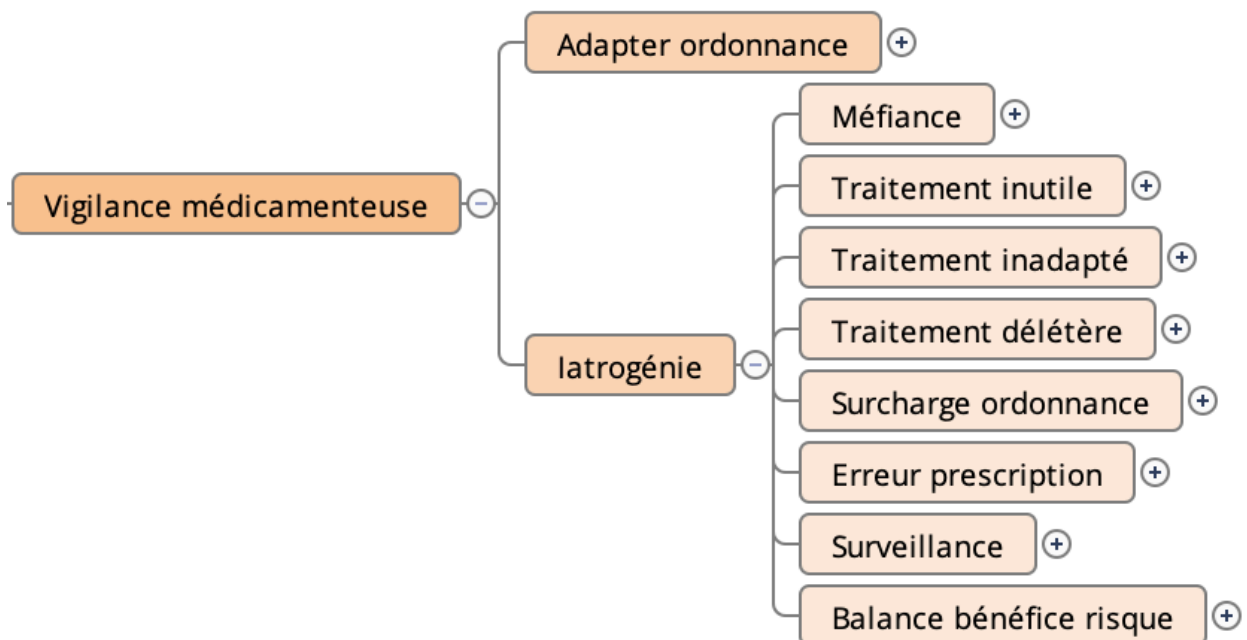 Adapter ordonnance
Méfiance
Traitement inutile
Vigilance médicamenteuse
Traitement inadapté
Traitement délétère
Iatrogénie
Surcharge ordonnance
Erreur prescription
Surveillance
Balance bénéfice risque